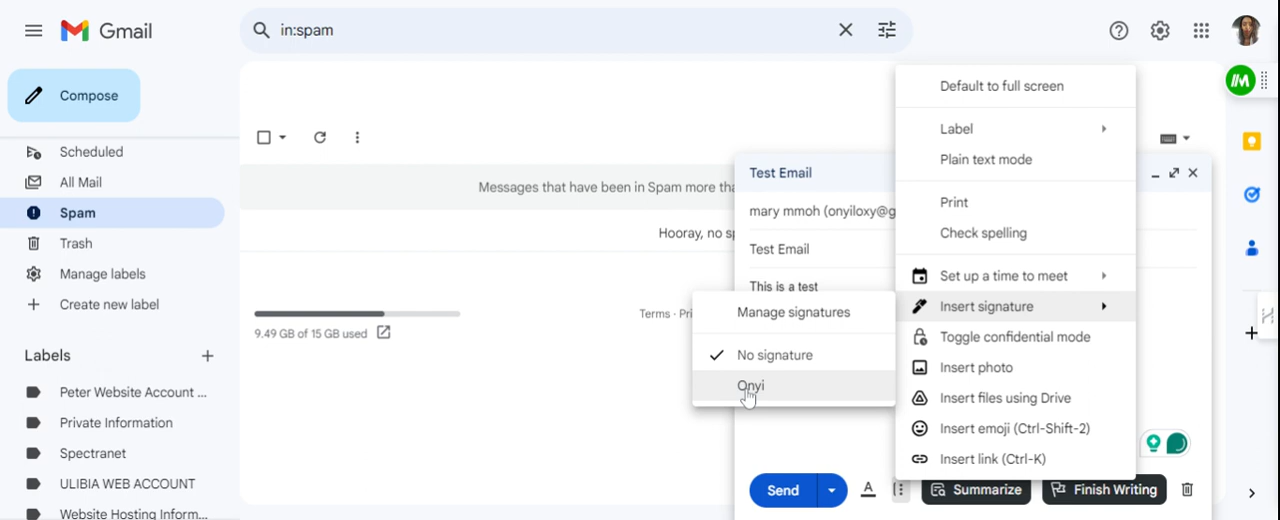 Gmail
in:spam
Compose
Scheduled
All Mail
Spam
Trash
Manage labels
Create new label
Labels
Peter Website Account ...
Private Information
Spectranet
ULIBIA WEB ACCOUNT
Website Hosting Inform...
Messages that have been in Spam more
Hooray, no
9.49 GB of 15 GB used
Terms ·
Test Email
mary mmoh (onyiloxy@g
Test Email
This is a test
Manage signatures
No signature
Onyi
Default to full screen
Label
Plain text mode
Print
Check spelling
Set up a time to meet
Insert signature
Toggle confidential mode
Insert photo
Insert files using Drive
Insert emoji (Ctrl-Shift-2)
Insert link (Ctrl-K)
Send
A
Summarize
Finish Writing